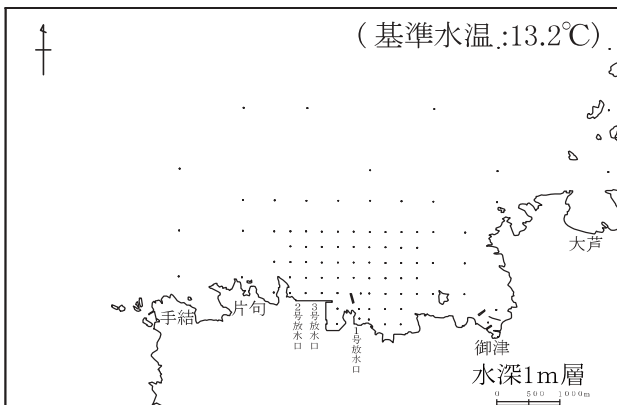 (基準水温:13.2℃)
大芦
手結
片句
2号放水口
3号放水口
1号放水口
御津
水深1m層
0 500 1000m